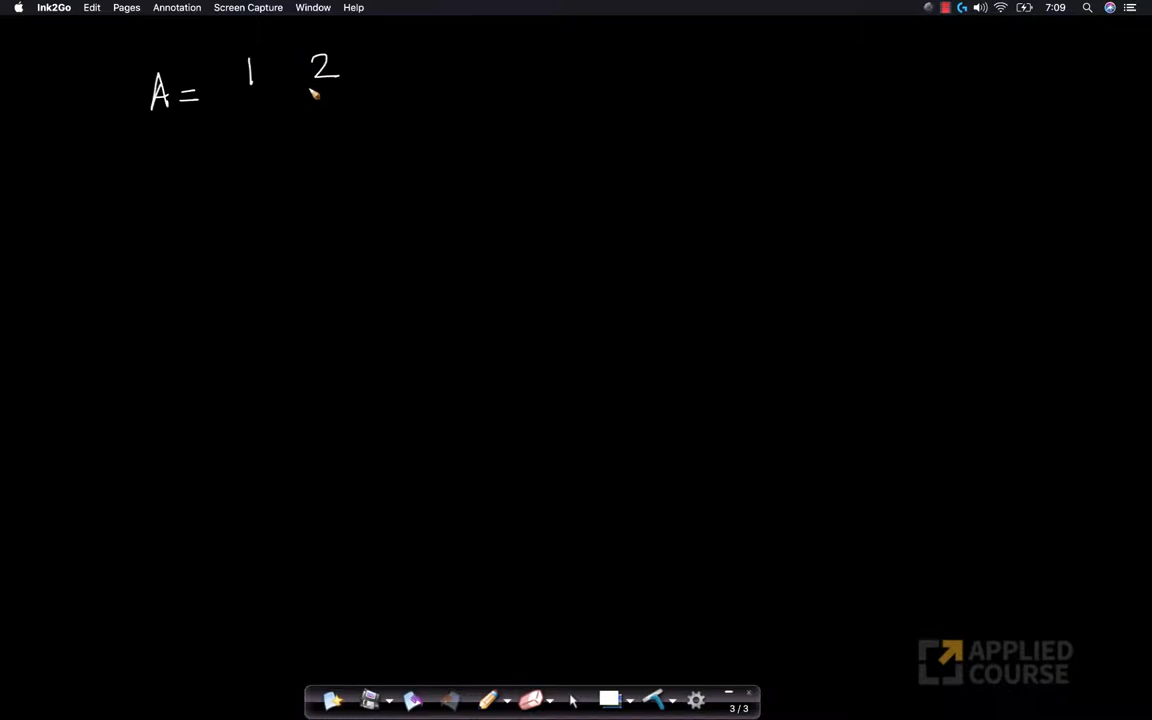 Ink2Go Edit Pages Annotation Screen Capture Window Help 7:09
A = 1 2
APPLIED
COURSE
3 / 3